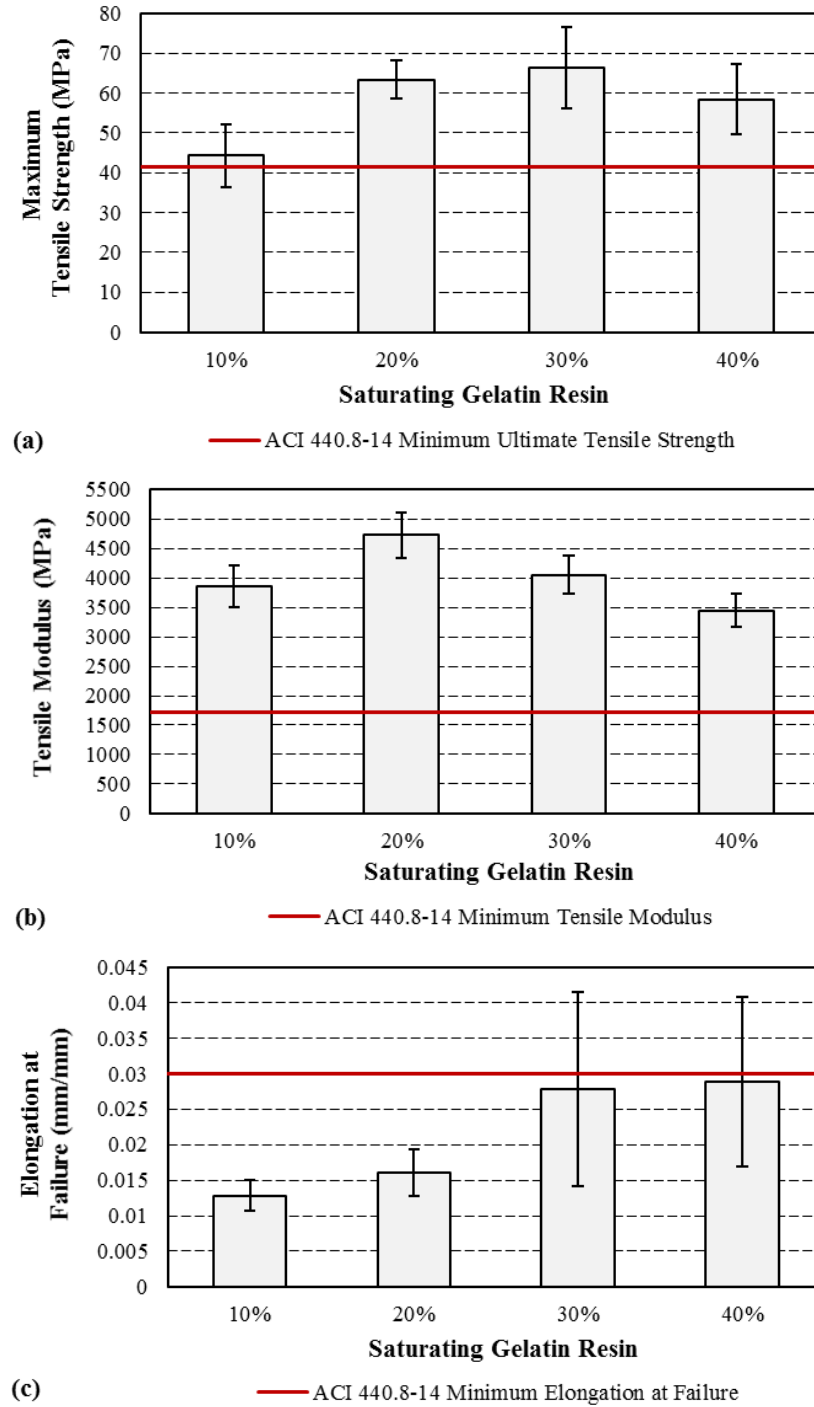 80
70
60
50
40
30
20
10
0
Maximum
Tensile Strength (MPa)
10% 20% 30% 40%
Saturating Gelatin Resin
(a)
ACI 440.8-14 Minimum Ultimate Tensile Strength
5500
5000
4500
4000
3500
3000
2500
2000
1500
1000
500
0
Tensile Modulus (MPa)
10% 20% 30% 40%
Saturating Gelatin Resin
(b)
ACI 440.8-14 Minimum Tensile Modulus
0.045
0.04
0.035
0.03
0.025
0.02
0.015
0.01
0.005
0
Elongation at
Failure (mm/mm)
10% 20% 30% 40%
Saturating Gelatin Resin
(c)
ACI 440.8-14 Minimum Elongation at Failure